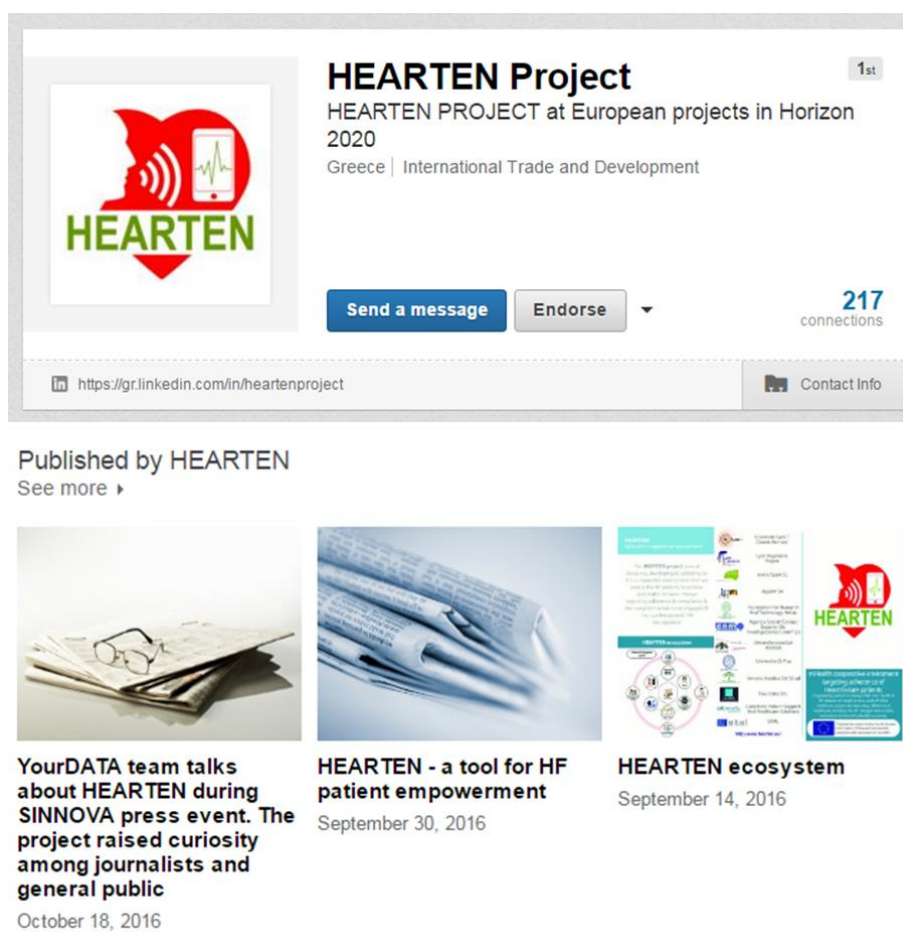 HEARTEN
HEARTEN Project
1st
HEARTEN PROJECT at European projects in Horizon
2020
Greece | International Trade and Development
Send a message
Endorse
217
connections
https://gr.linkedin.com/in/heartenproject
Contact Info
Published by HEARTEN
See more
HEARTEN
HEARTEN ecosystem
YourDATA team talks
about HEARTEN during
SINNOVA press event. The
project raised curiosity
among journalists and
general public
October 18, 2016
HEARTEN - a tool for HF
patient empowerment
September 30, 2016
HEARTEN ecosystem
September 14, 2016